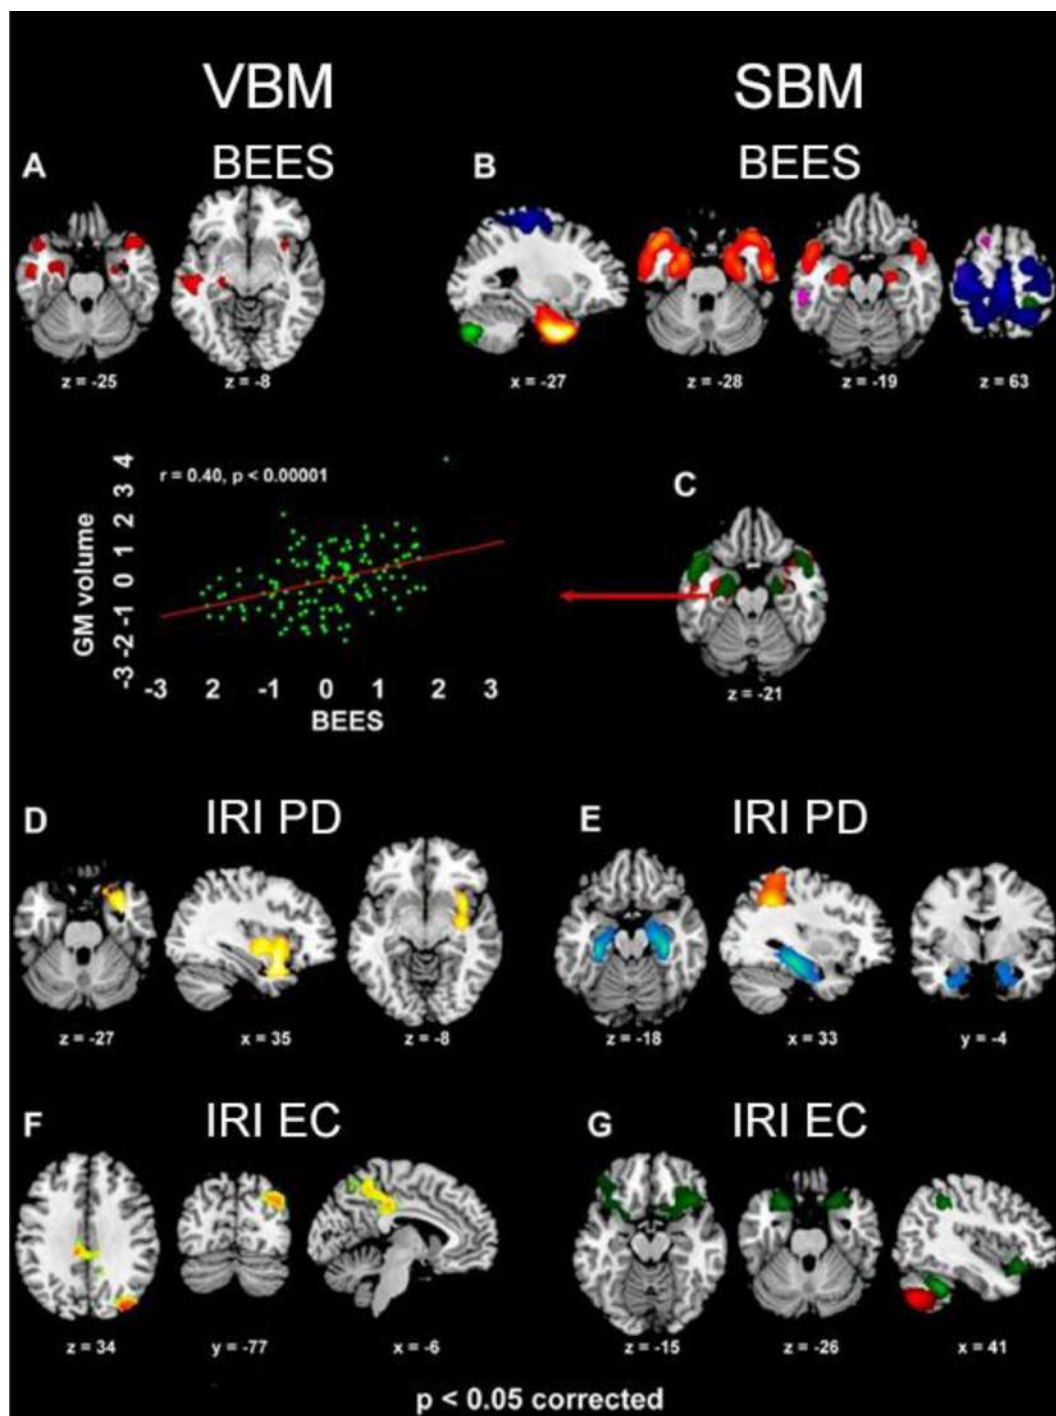 VBM SBM
A BEES B BEES
z = -25 z = -8 x = -27 z = -28 z = -19 z = 63
r = 0.40, p < 0.00001
C
GM volume
4
3
2
1
0
-1
-2
-3
-3 2 -1 0 1 2 3
BEES
z = -21
D IRI PD E IRI PD
z = -27 x = 35 z = -8 z = -18 x = 33 y = -4
F IRI EC G IRI EC
z = 34 y = -77 x = -6 z = -15 z = -26 x = 41
p < 0.05 corrected